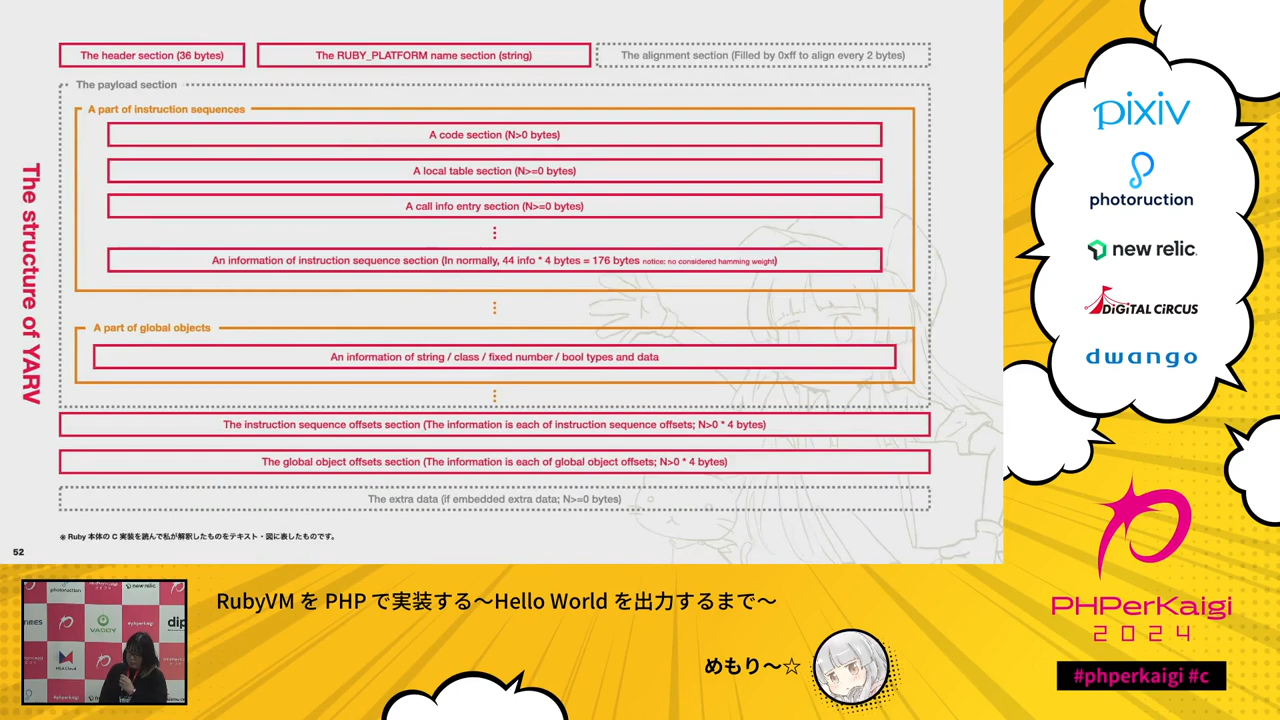 The header section (36 bytes)
The RUBY_PLATFORM name section (string)
The alignment section (Filled by 0xff to align every 2 bytes)
The payload section
A part of instruction sequences
A code section (N>0 bytes)
A local table section (N>=0 bytes)
A call info entry section (N>=0 bytes)
An information of instruction sequence section (In normally, 44 info * 4 bytes = 176 bytes notice: no considered hamming weight)
A part of global objects
An information of string / class / fixed number / bool types and data
The instruction sequence offsets section (The information is each of instruction sequence offsets; N>0 * 4 bytes)
The global object offsets section (The information is each of global object offsets; N>0 * 4 bytes)
The extra data (if embedded extra data; N>=0 bytes)
The structure of YARV
※ Ruby 本体の C 実装を読んで私が解釈したものをテキスト・図に表したものです。
52
pixiv
photoruction
new relic.
DiGiTAL CiRCUS
dwango
PHPerKaigi
2024
#phperkaigi #c
RubyVM を PHP で実装する〜Hello World を出力するまで〜
めもり〜☆
photoruction
new relic
VADDY
#phperkaigi
dip
MSA Cloud
#phperkaigi